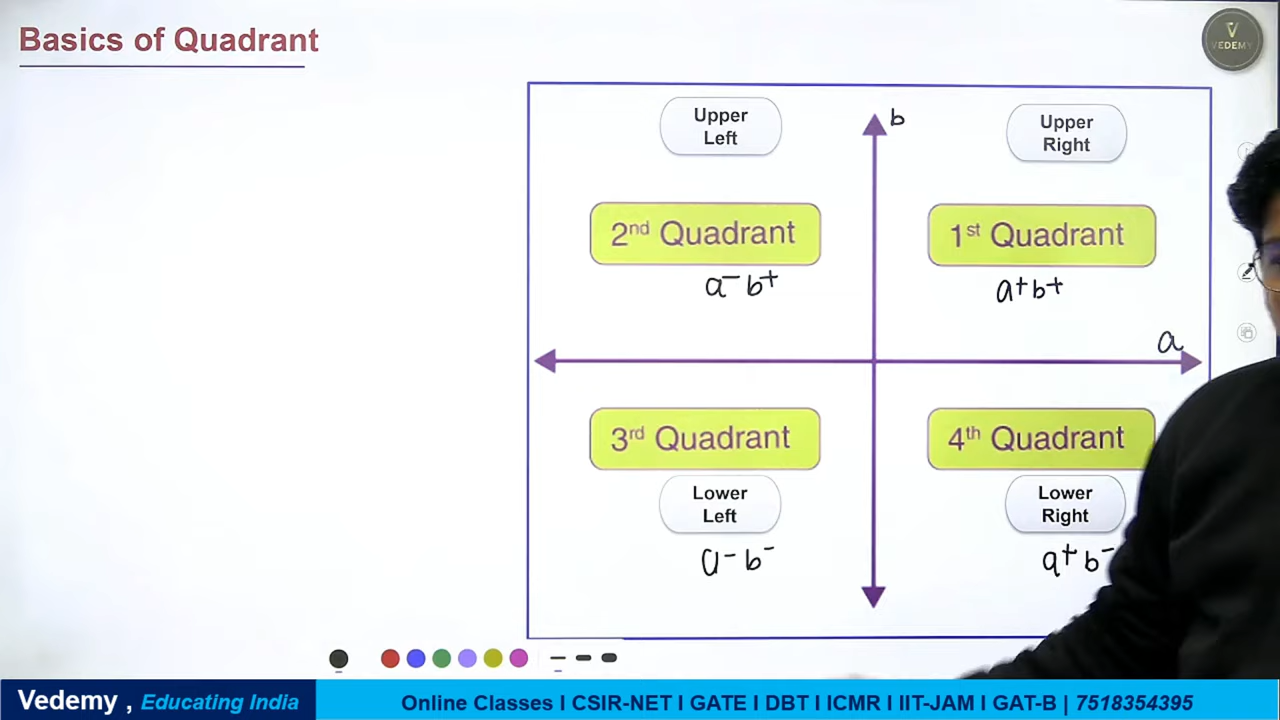 Basics of Quadrant
V
VEDEMY
Upper
Left
b
Upper
Right
2nd Quadrant
1st Quadrant
a⁻ b⁺
a⁺b⁺
a
3rd Quadrant
4th Quadrant
Lower
Left
Lower
Right
a⁻ b⁻
a⁺ b⁻
Vedemy , Educating India
Online Classes I CSIR-NET I GATE I DBT I ICMR I IIT-JAM I GAT-B | 7518354395